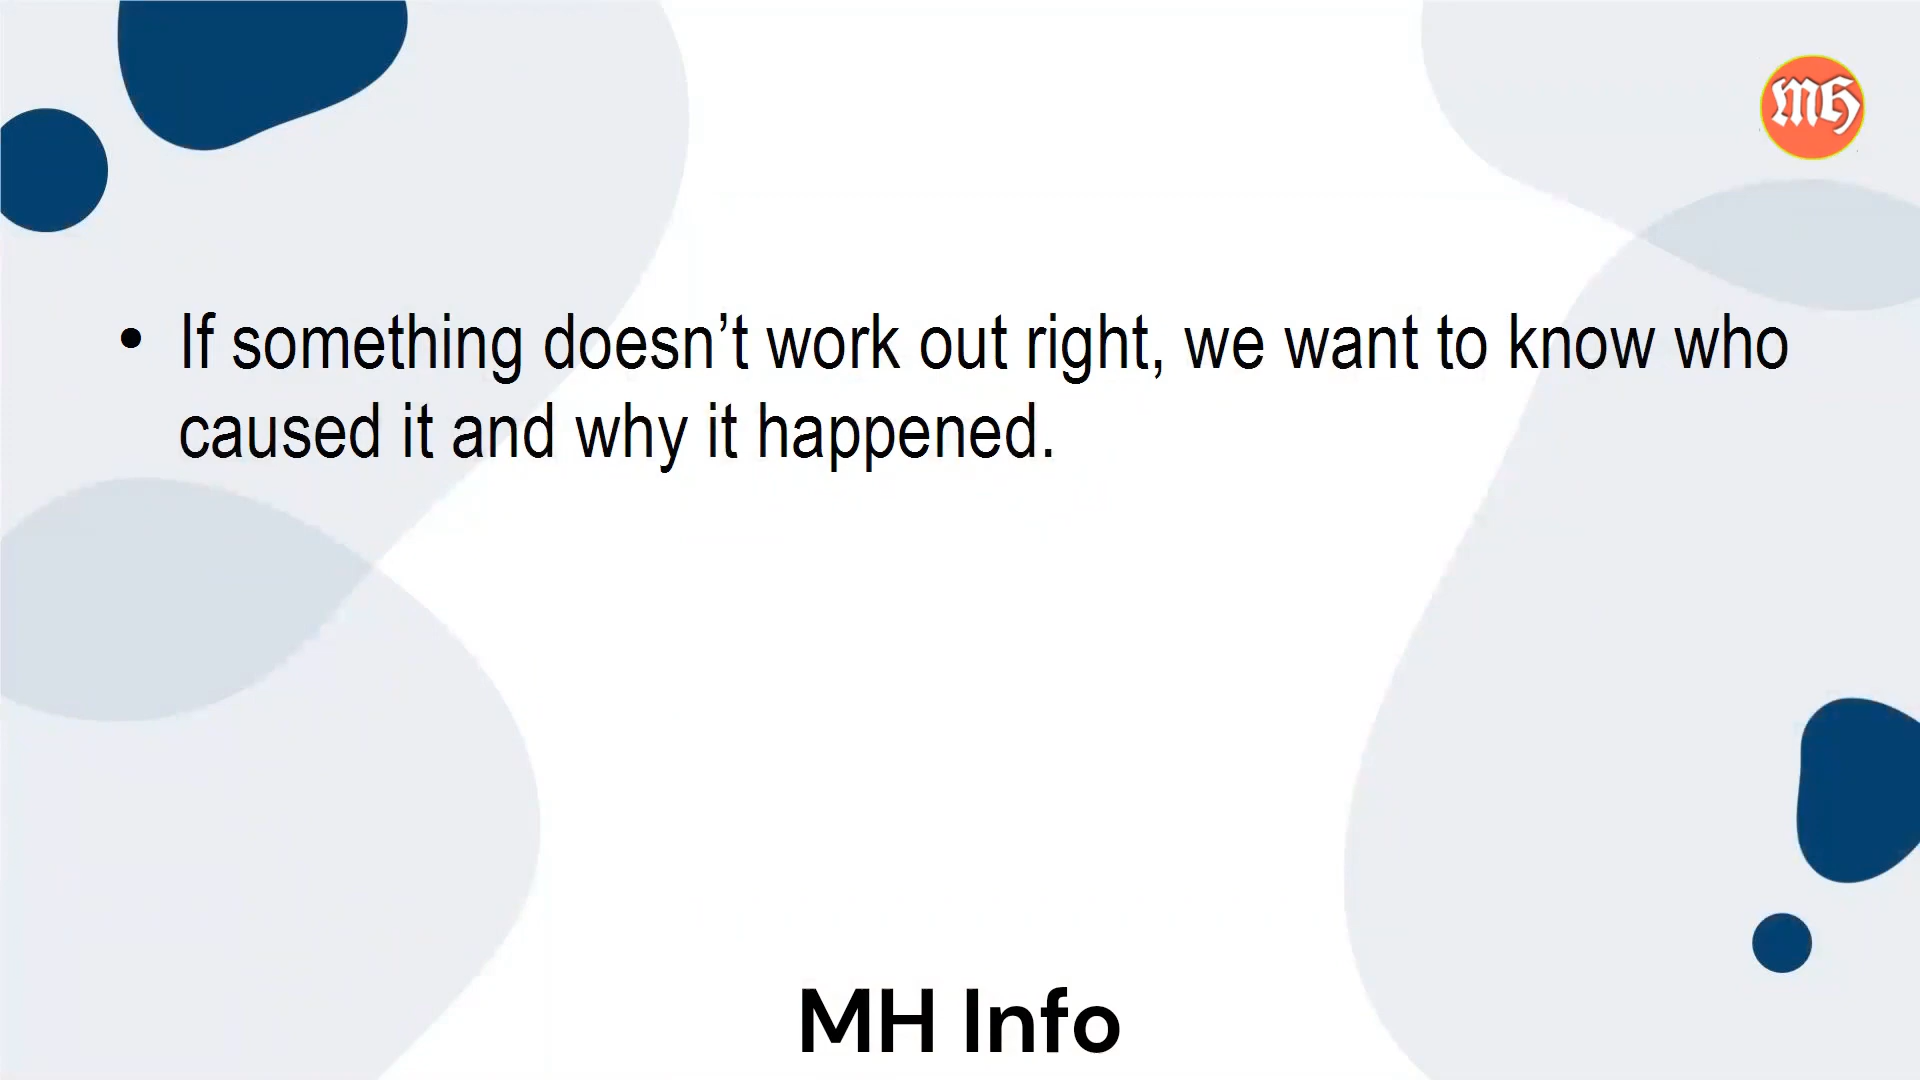 MH
• If something doesn’t work out right, we want to know who
caused it and why it happened.
MH Info